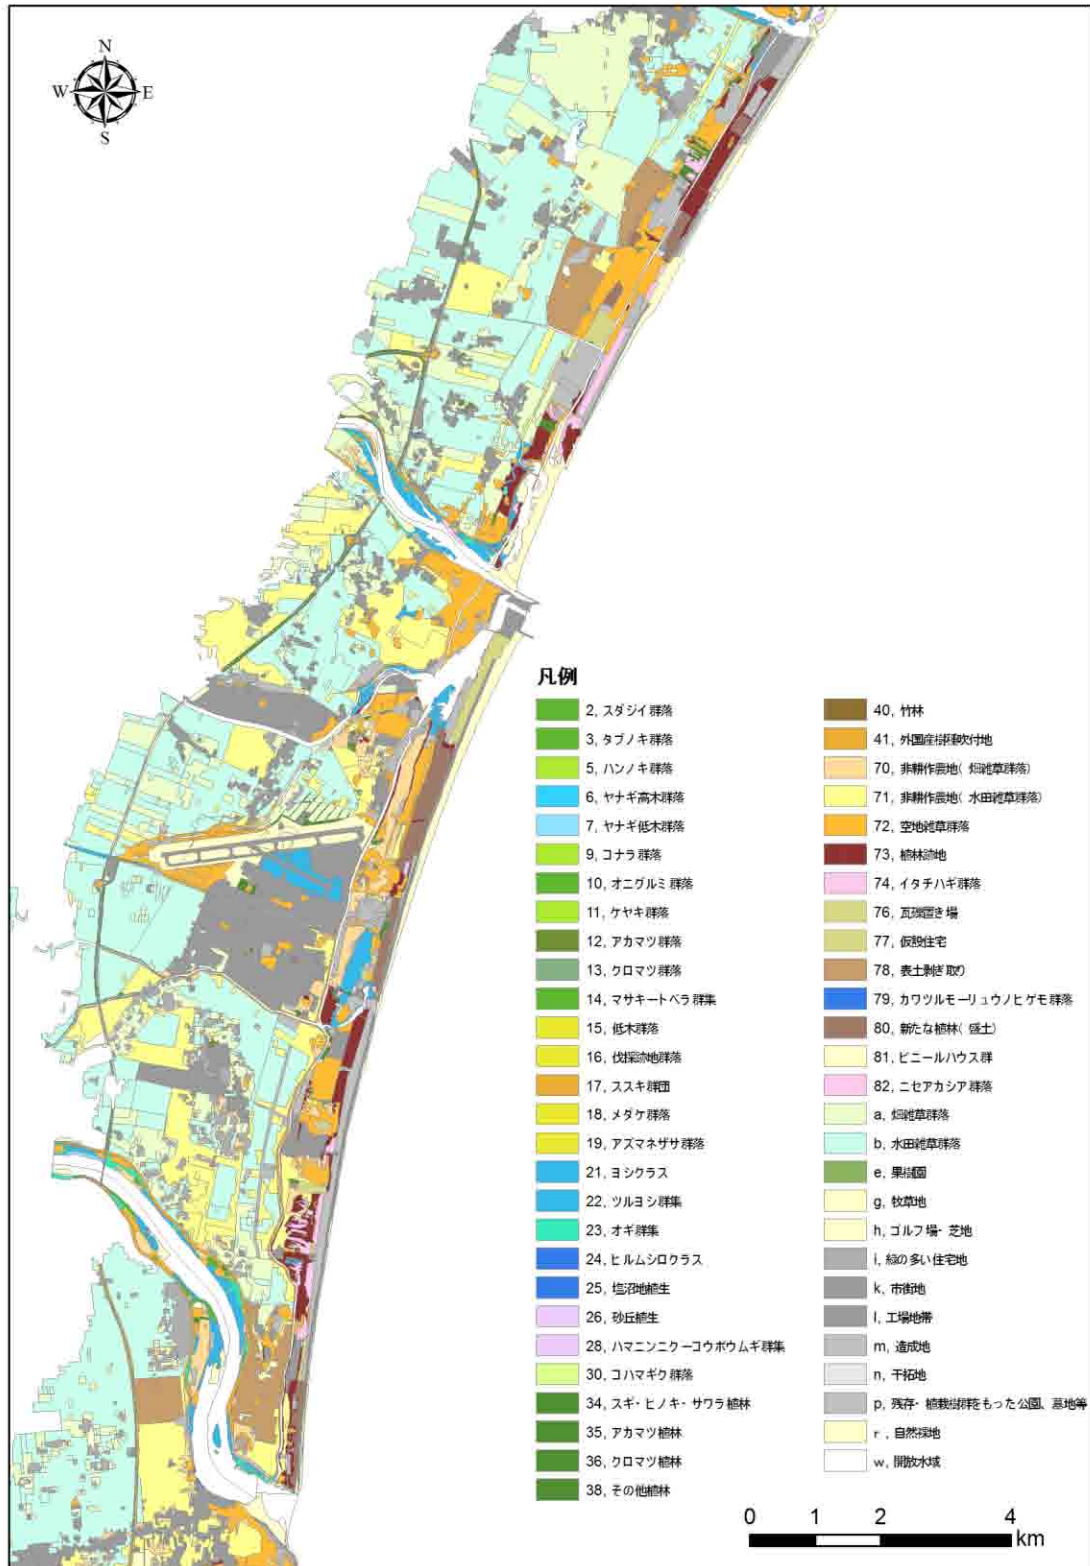 N
W
E
S
凡例
2, スダジイ群落
3, タブノキ群落
5, ハンノキ群落
6, ヤナギ高木群落
7, ヤナギ低木群落
9, コナラ群落
10, オニグルミ群落
11, ケヤキ群落
12, アカマツ群落
13, クロマツ群落
14, マサキートベラ群集
15, 低木群落
16, 伐採跡地群落
17, ススキ群団
18, メダケ群落
19, アズマネザサ群落
21, ヨシクラス
22, ツルヨシ群集
23, オギ群集
24, ヒルムシロクラス
25, 塩沼地植生
26, 砂丘植生
28, ハマニンニクーコウボウムギ群集
30, コハマギク群落
34, スギ・ヒノキ・サワラ植林
35, アカマツ植林
36, クロマツ植林
38, その他植林
40, 竹林
41, 外国産樹種吹付地
70, 非耕作農地(畑雑草群落)
71, 非耕作農地(水田雑草群落)
72, 空地雑草群落
73, 植林跡地
74, イタチハギ群落
76, 瓦礫置き場
77, 仮設住宅
78, 表土剥ぎ取り
79, カワツルモーリュウノヒゲモ群落
80, 新たな植林(盛土)
81, ビニールハウス群
82, ニセアカシア群落
a, 畑雑草群落
b, 水田雑草群落
e, 果樹園
g, 牧草地
h, ゴルフ場・芝地
i, 緑の多い住宅地
k, 市街地
l, 工場地帯
m, 造成地
n, 干拓地
p, 残存・植栽樹群をもった公園、墓地等
r, 自然裸地
w, 開放水域
0 1 2 4
km